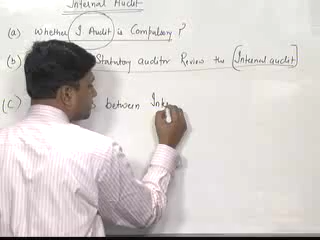 Internal Audit
(a) Whether I Audit is Compulsory ?
(b) Statutory auditor Review the Internal audit
(C) between Inte